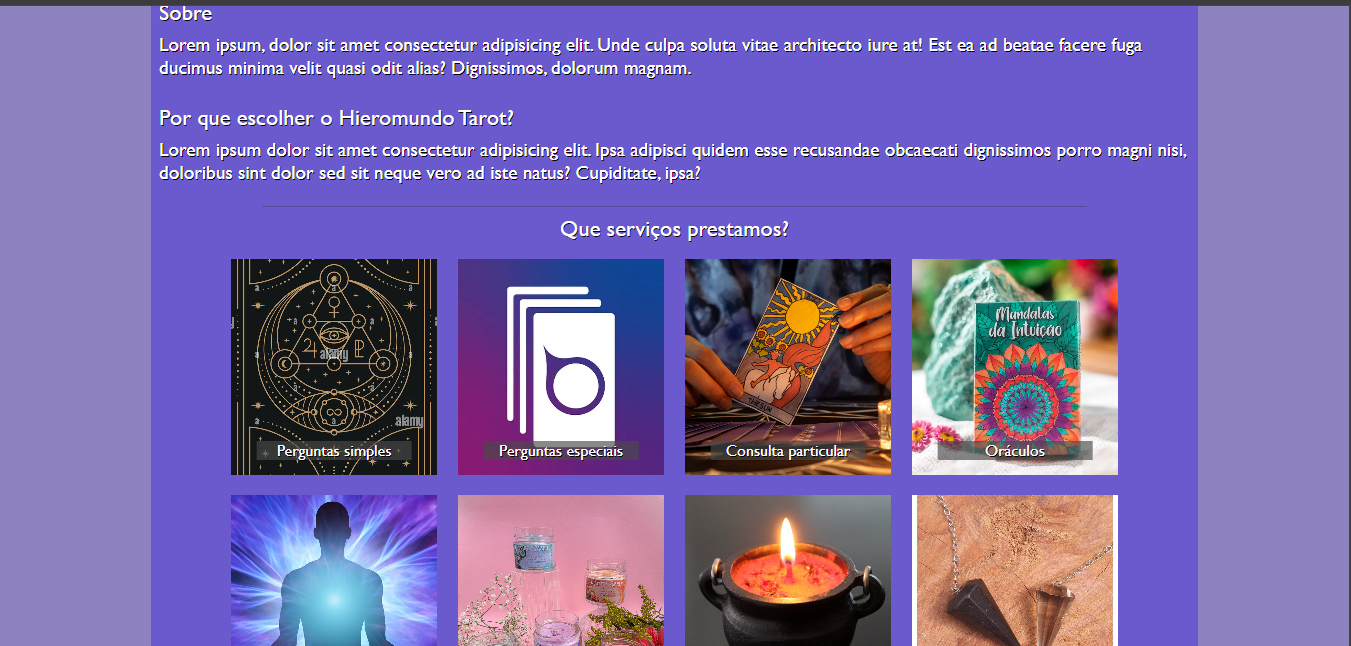 Sobre
Lorem ipsum, dolor sit amet consectetur adipisicing elit. Unde culpa soluta vitae architecto iure at! Est ea ad beatae facere fuga
ducimus minima velit quasi odit alias? Dignissimos, dolorum magnam.
Por que escolher o Hieromundo Tarot?
Lorem ipsum dolor sit amet consectetur adipisicing elit. Ipsa adipisci quidem esse recusandae obcaecati dignissimos porro magni nisi,
doloribus sint dolor sed sit neque vero ad iste natus? Cupiditate, ipsa?
Que serviços prestamos?
alamy
alamy
Perguntas simples
Perguntas especiais
THE SUN
Consulta particular
Mandalas
da Intuição
Oráculos